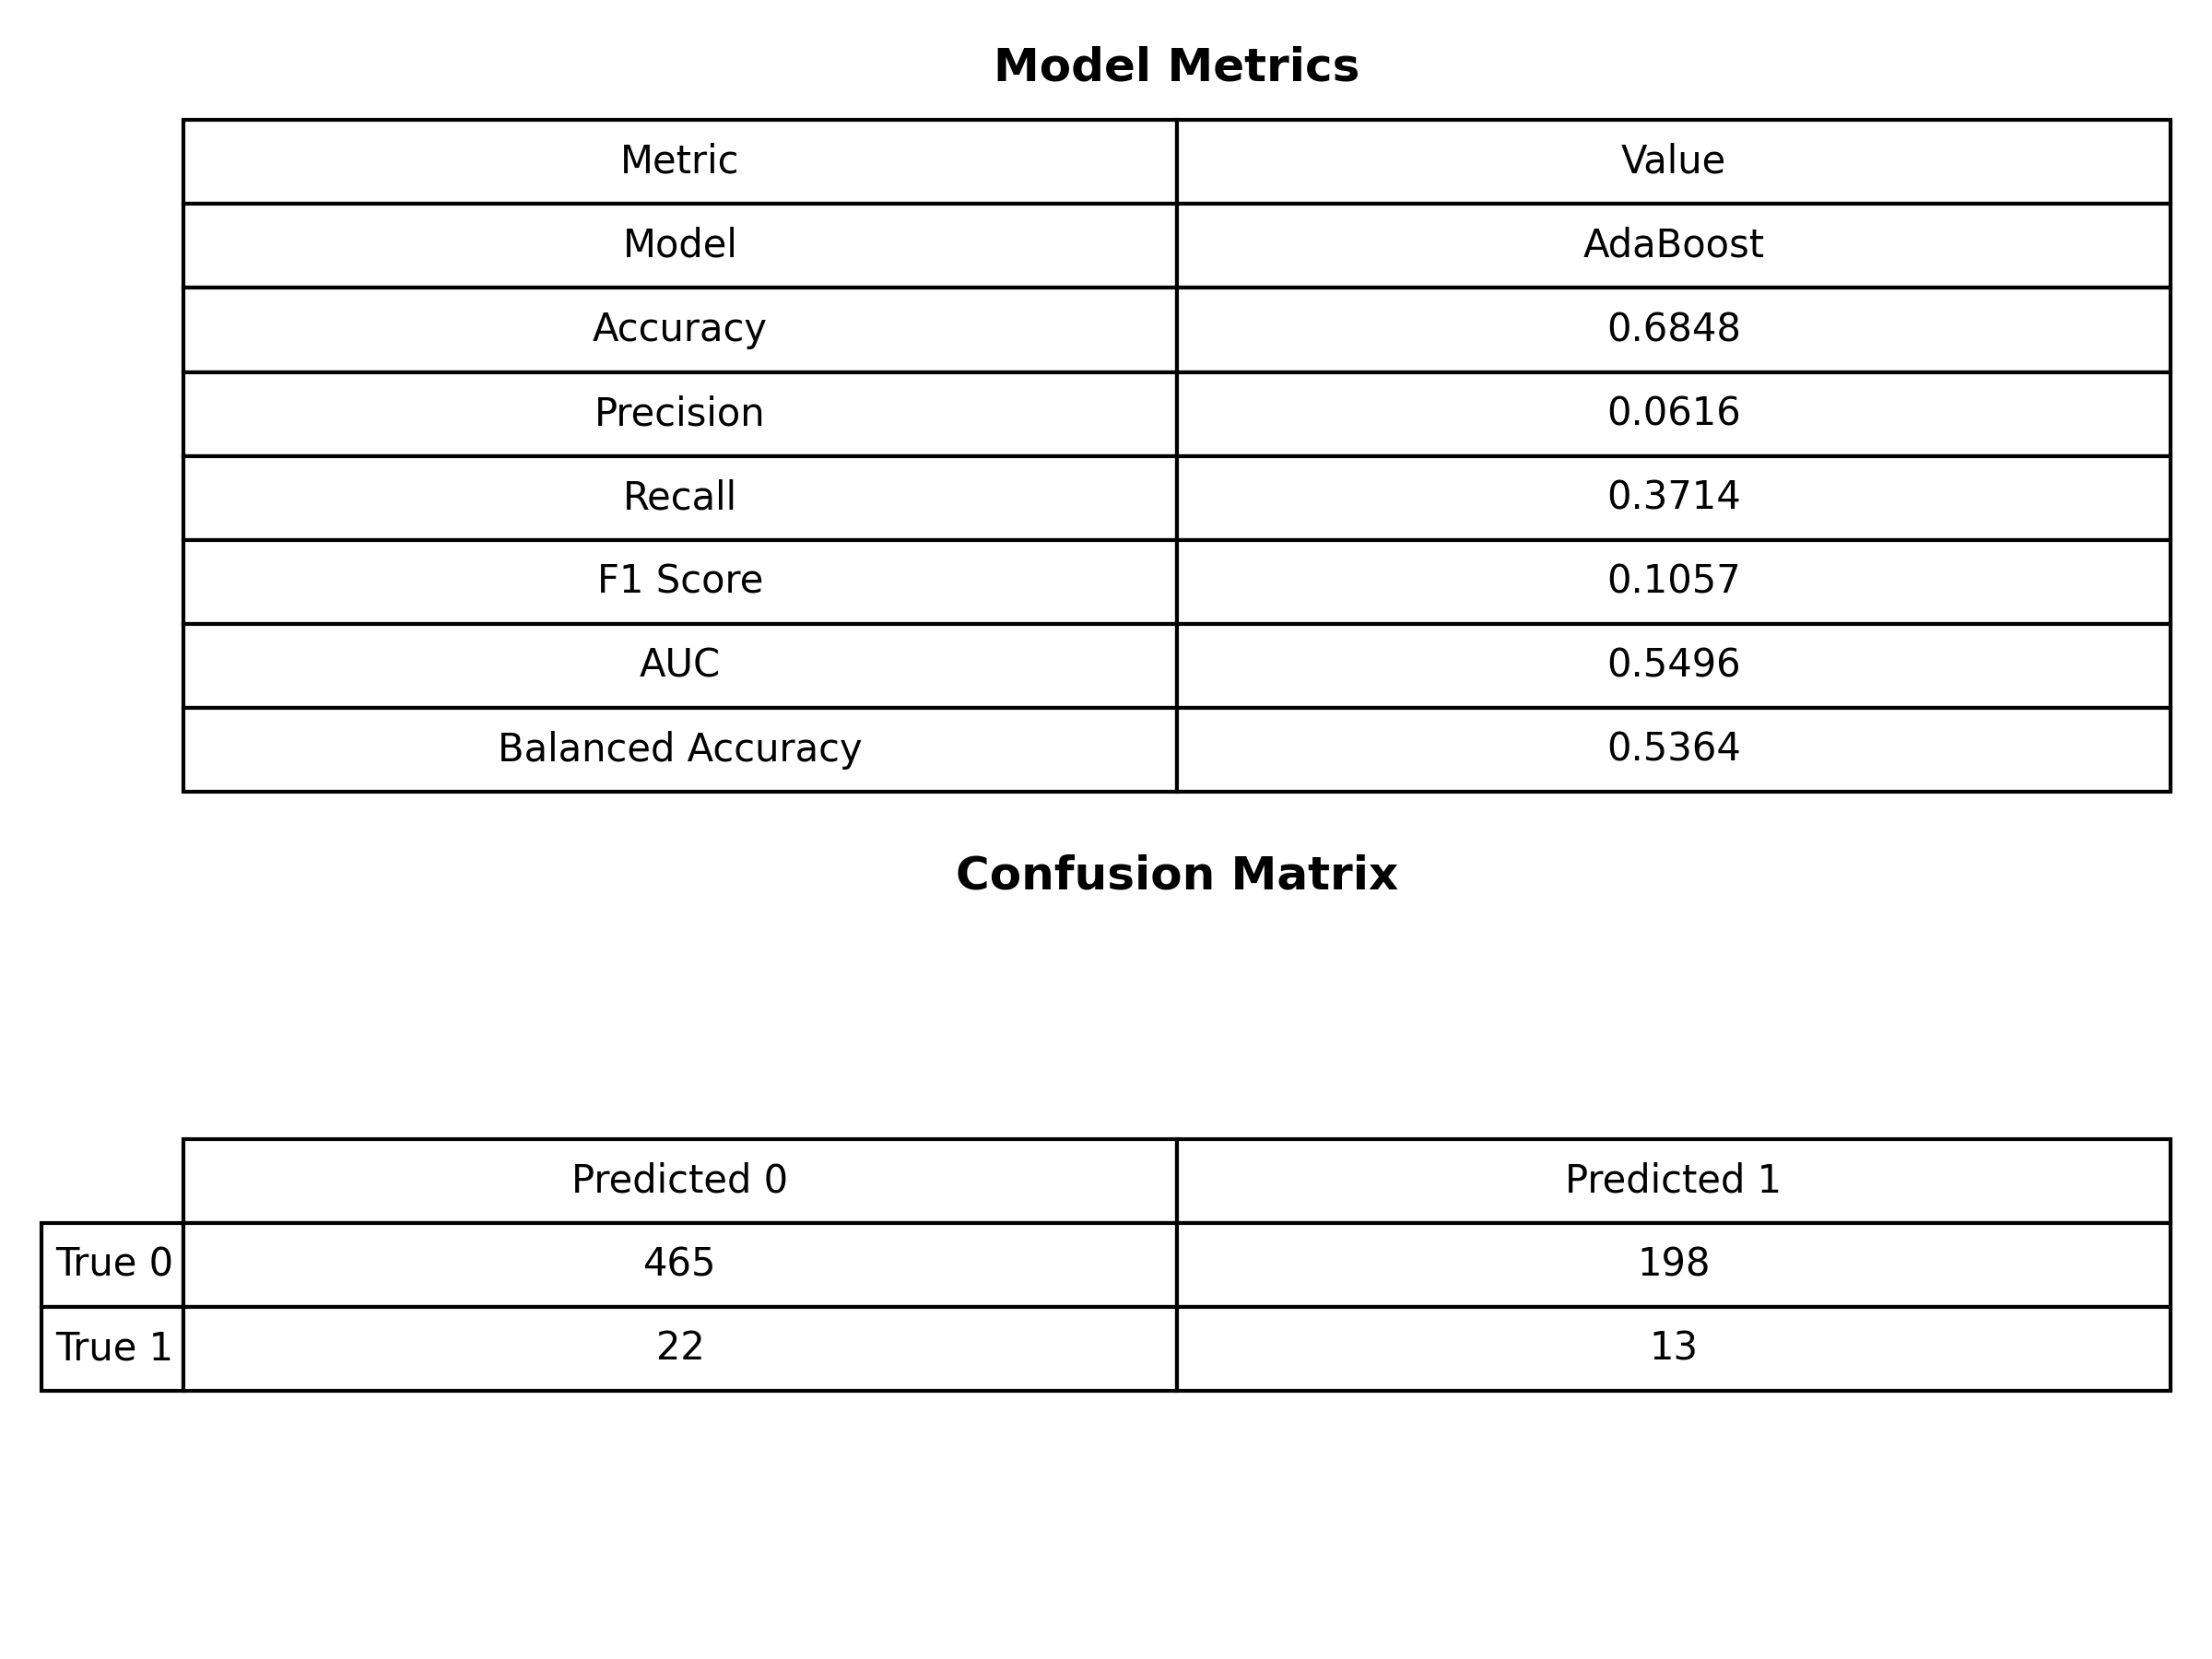 Model Metrics
Metric Value
Model AdaBoost
Accuracy 0.6848
Precision 0.0616
Recall 0.3714
F1 Score 0.1057
AUC 0.5496
Balanced Accuracy 0.5364
Confusion Matrix
Predicted 0 Predicted 1
True 0 465 198
True 1 22 13